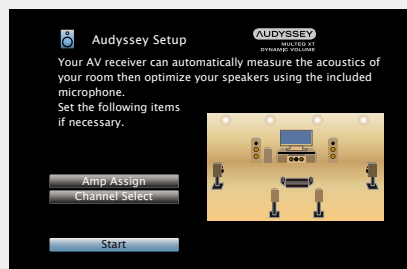 Audyssey Setup
AUDYSSEY
MULTEQ XT
DYNAMIC VOLUME
Your AV receiver can automatically measure the acoustics of
your room then optimize your speakers using the included
microphone.
Set the following items
if necessary.
Amp Assign
Channel Select
Start